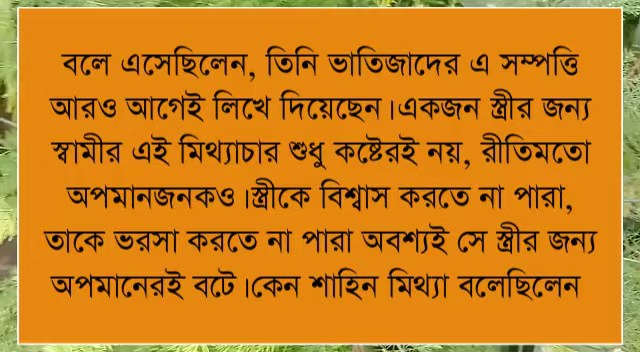 বলে এসেছিলেন, তিনি ভাতিজাদের এ সম্পত্তি
আরও আগেই লিখে দিয়েছেন।একজন স্ত্রীর জন্য
স্বামীর এই মিথ্যাচার শুধু কষ্টেরই নয়, রীতিমতো
অপমানজনকও।স্ত্রীকে বিশ্বাস করতে না পারা,
তাকে ভরসা করতে না পারা অবশ্যই সে স্ত্রীর জন্য
অপমানেরই বটে।কেন শাহিন মিথ্যা বলেছিলেন